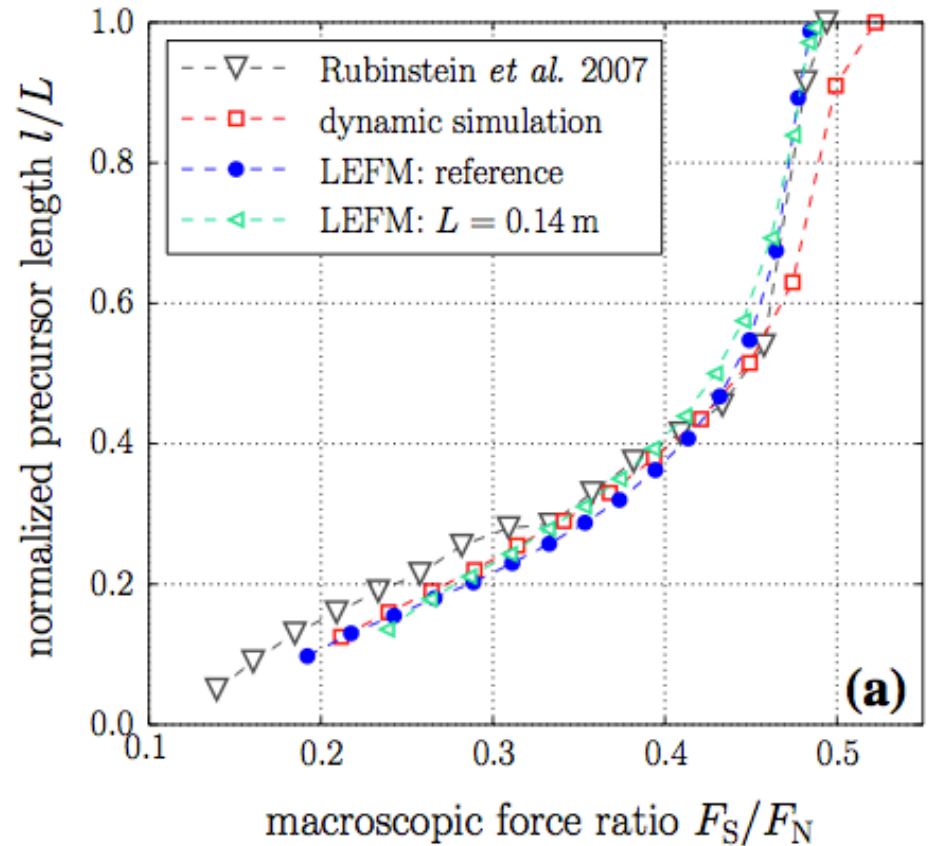 1.0
0.8
0.6
0.4
0.2
0.0
normalized precursor length l/L
Rubinstein et al. 2007
dynamic simulation
LEFM: reference
LEFM: L = 0.14 m
(a)
0.1 0.2 0.3 0.4 0.5
macroscopic force ratio F_S/F_N